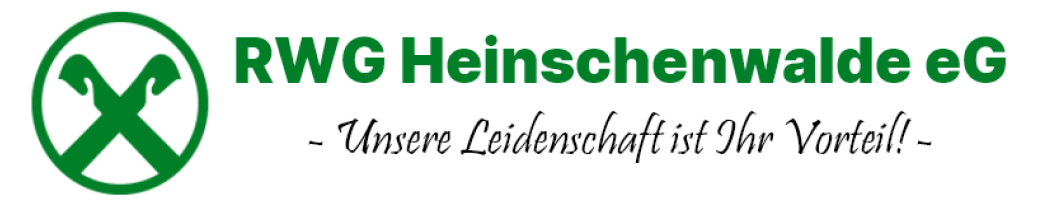 RWG Heinschenwalde eG
- Unsere Leidenschaft ist Ihr Vorteil! -